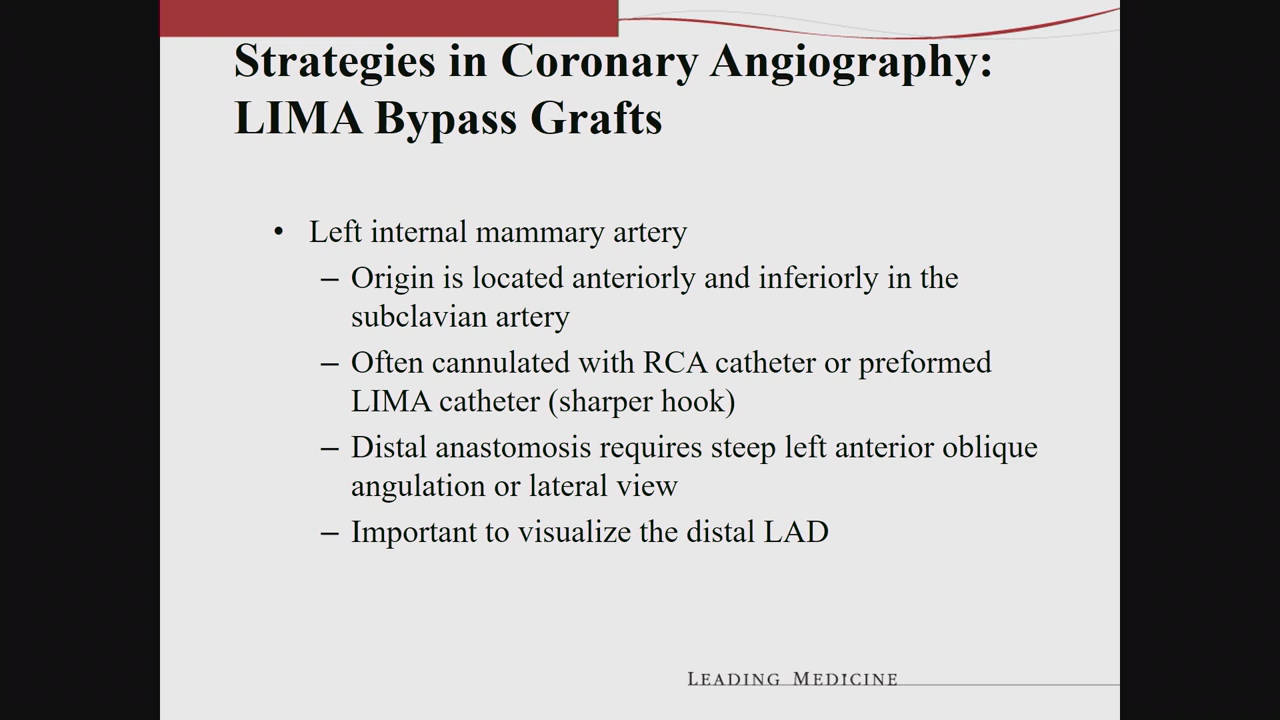 Strategies in Coronary Angiography:
LIMA Bypass Grafts
• Left internal mammary artery
– Origin is located anteriorly and inferiorly in the
subclavian artery
– Often cannulated with RCA catheter or preformed
LIMA catheter (sharper hook)
– Distal anastomosis requires steep left anterior oblique
angulation or lateral view
– Important to visualize the distal LAD
LEADING MEDICINE